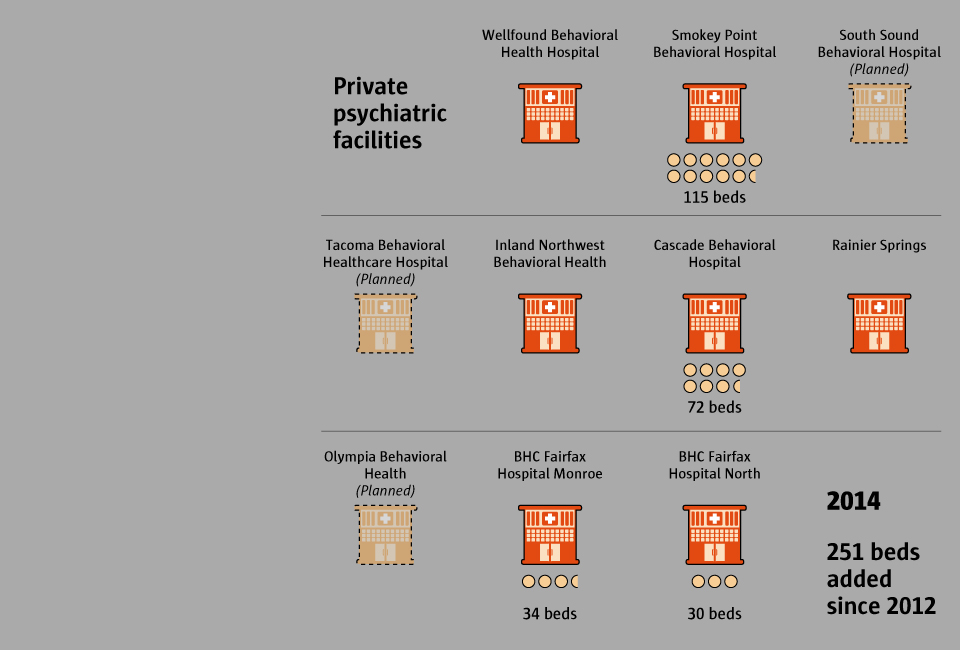 Private
psychiatric
facilities
Wellfound Behavioral
Health Hospital
Smokey Point
Behavioral Hospital
115 beds
South Sound
Behavioral Hospital
(Planned)
Tacoma Behavioral
Healthcare Hospital
(Planned)
Inland Northwest
Behavioral Health
Cascade Behavioral
Hospital
72 beds
Rainier Springs
Olympia Behavioral
Health
(Planned)
BHC Fairfax
Hospital Monroe
34 beds
BHC Fairfax
Hospital North
30 beds
2014
251 beds
added
since 2012